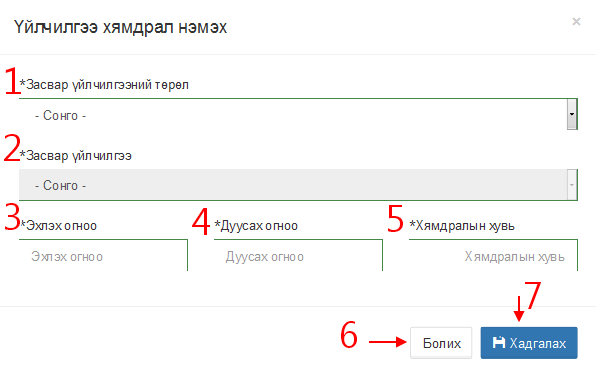 Үйлчилгээ хямдрал нэмэх ×
1 *Засвар үйлчилгээний төрөл
- Сонго -
2 *Засвар үйлчилгээ
- Сонго -
3 *Эхлэх огноо 4 *Дуусах огноо 5 *Хямдралын хувь
Эхлэх огноо Дуусах огноо Хямдралын хувь
7
6 Болих Хадгалах